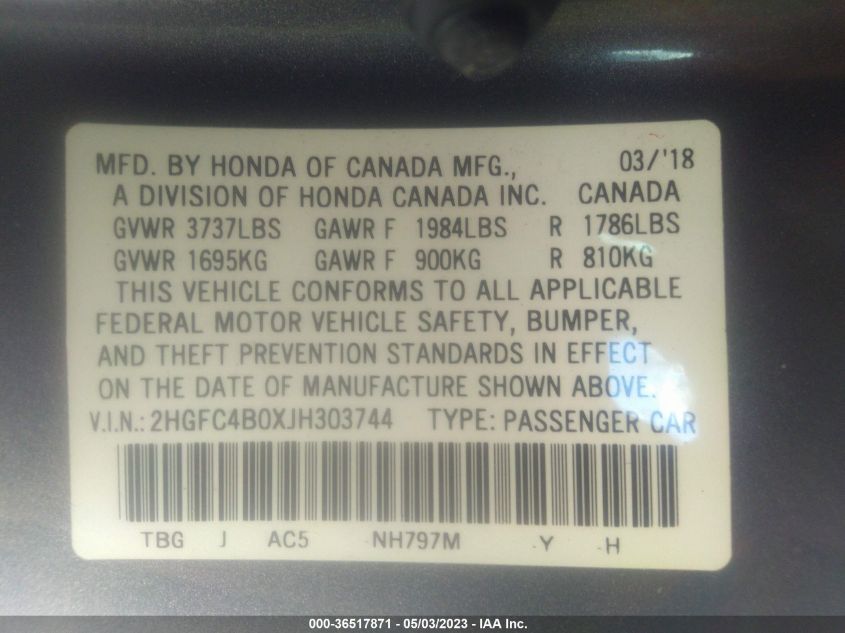 MFD. BY HONDA OF CANADA MFG., 03/'18
A DIVISION OF HONDA CANADA INC. CANADA
GVWR 3737LBS GAWR F 1984LBS R 1786LBS
GVWR 1695KG GAWR F 900KG R 810KG
THIS VEHICLE CONFORMS TO ALL APPLICABLE
FEDERAL MOTOR VEHICLE SAFETY, BUMPER,
AND THEFT PREVENTION STANDARDS IN EFFECT
ON THE DATE OF MANUFACTURE SHOWN ABOVE.
V.I.N.: 2HGFC4B0XJH303744 TYPE: PASSENGER CAR
TBG J AC5 -NH797M -Y -H
000-36517871 - 05/03/2023 - IAA Inc.